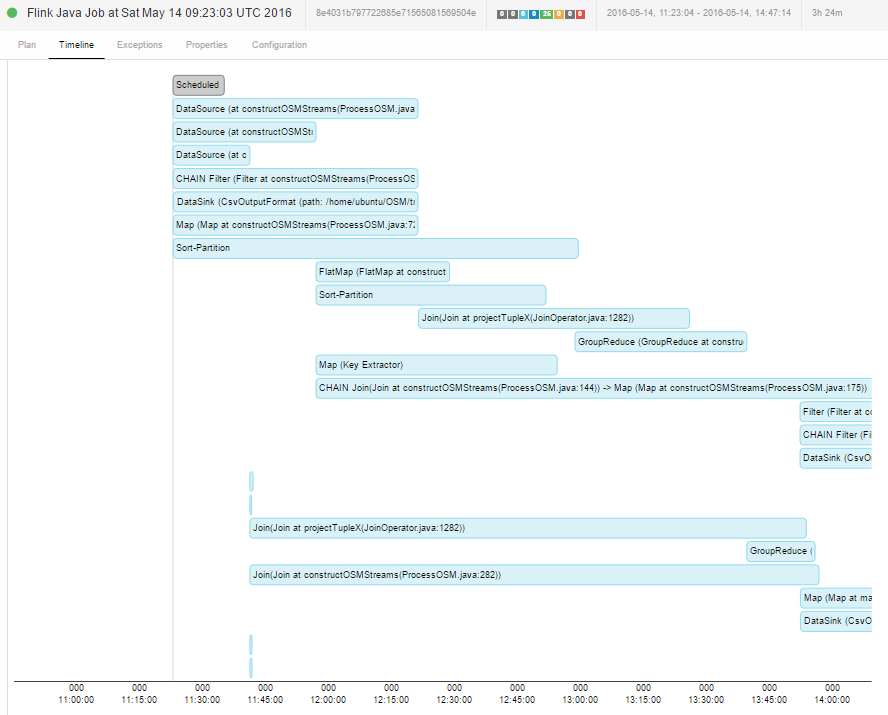 Flink Java Job at Sat May 14 09:23:03 UTC 2016 8e4031b797722685e71565081569504e 0 0 0 0 26 0 0 0 2016-05-14, 11:23:04 - 2016-05-14, 14:47:14 3h 24m
Plan Timeline Exceptions Properties Configuration
Scheduled
DataSource (at constructOSMStreams(ProcessOSM.java
DataSource (at constructOSMStr
DataSource (at c
CHAIN Filter (Filter at constructOSMStreams(ProcessOS
DataSink (CsvOutputFormat (path: /home/ubuntu/OSM/tr
Map (Map at constructOSMStreams(ProcessOSM.java:72
Sort-Partition
FlatMap (FlatMap at construct
Sort-Partition
Join(Join at projectTupleX(JoinOperator.java:1282))
GroupReduce (GroupReduce at constru
Map (Key Extractor)
CHAIN Join(Join at constructOSMStreams(ProcessOSM.java:144)) -> Map (Map at constructOSMStreams(ProcessOSM.java:175))
Filter (Filter at co
CHAIN Filter (Fi
DataSink (CsvO
Join(Join at projectTupleX(JoinOperator.java:1282))
GroupReduce (
Join(Join at constructOSMStreams(ProcessOSM.java:282))
Map (Map at ma
DataSink (CsvO
000 000 000 000 000 000 000 000 000 000 000 000 000
11:00:00 11:15:00 11:30:00 11:45:00 12:00:00 12:15:00 12:30:00 12:45:00 13:00:00 13:15:00 13:30:00 13:45:00 14:00:00